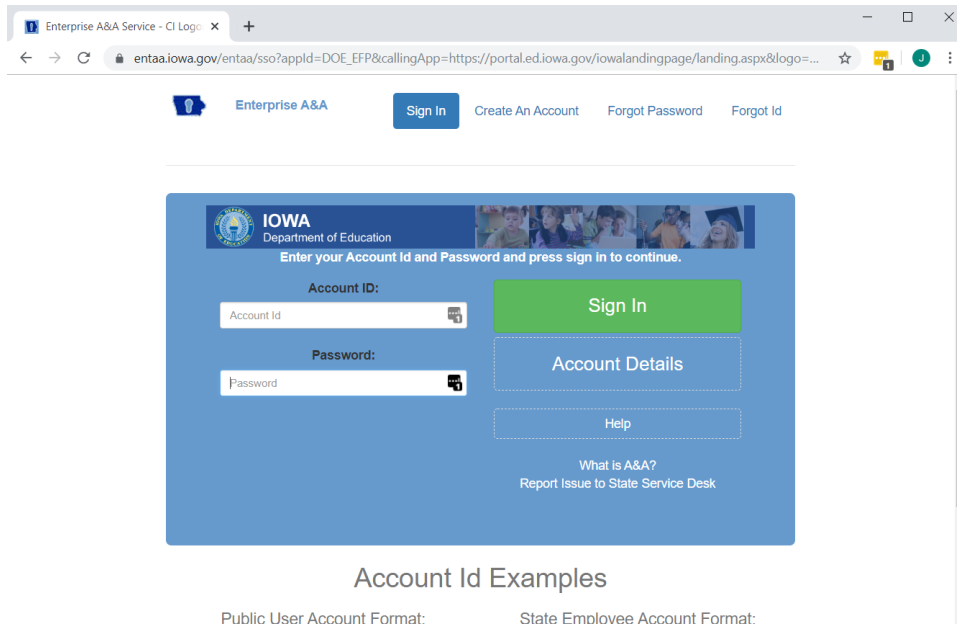 Enterprise A&A Service - CI Logo
entaa.iowa.gov/entaa/sso?appId=DOE_EFP&callingApp=https://portal.ed.iowa.gov/iowalandingpage/landing.aspx&logo=...
1
J
Enterprise A&A
Sign In
Create An Account
Forgot Password
Forgot Id
IOWA
Department of Education
Enter your Account Id and Password and press sign in to continue.
Account ID:
Account Id
1
Password:
Password
1
Sign In
Account Details
Help
What is A&A?
Report Issue to State Service Desk
Account Id Examples
Public User Account Format:
State Employee Account Format: